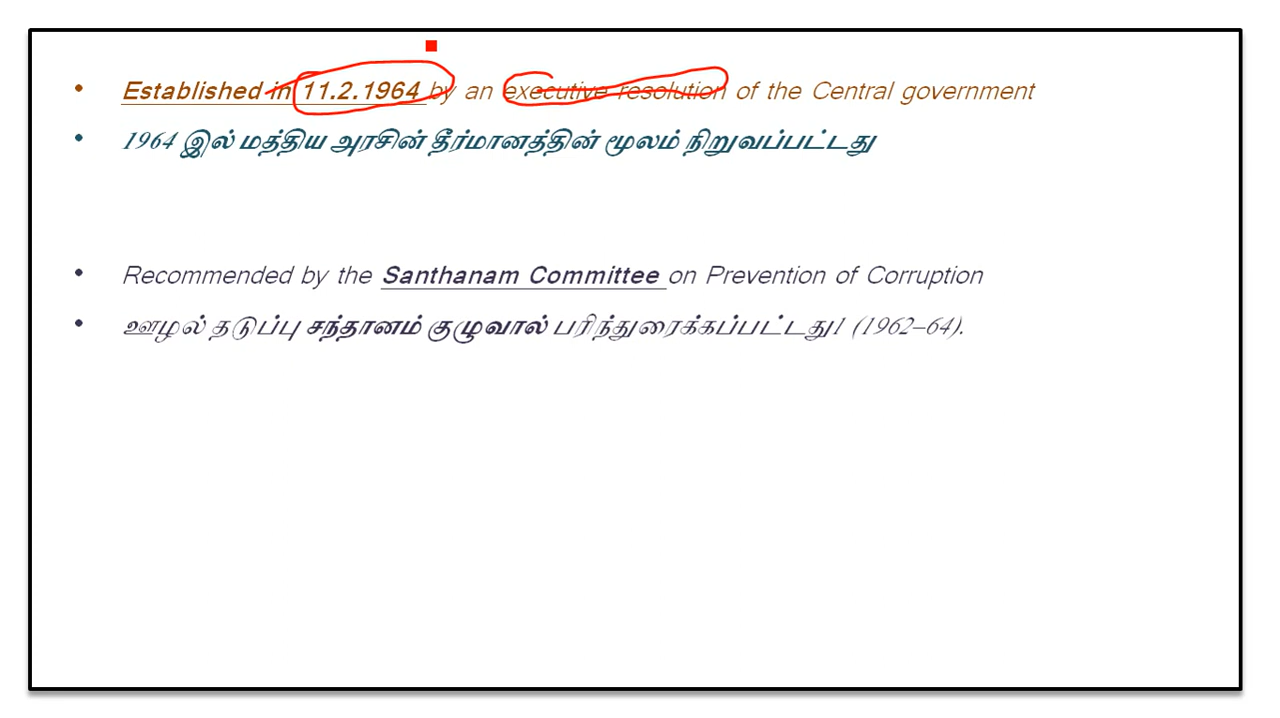 Established in 11.2.1964 by an executive resolution of the Central government
1964 இல் மத்திய அரசின் தீர்மானத்தின் மூலம் நிறுவப்பட்டது
Recommended by the Santhanam Committee on Prevention of Corruption
ஊழல் தடுப்பு சந்தானம் குழுவால் பரிந்துரைக்கப்பட்டது1 (1962–64).